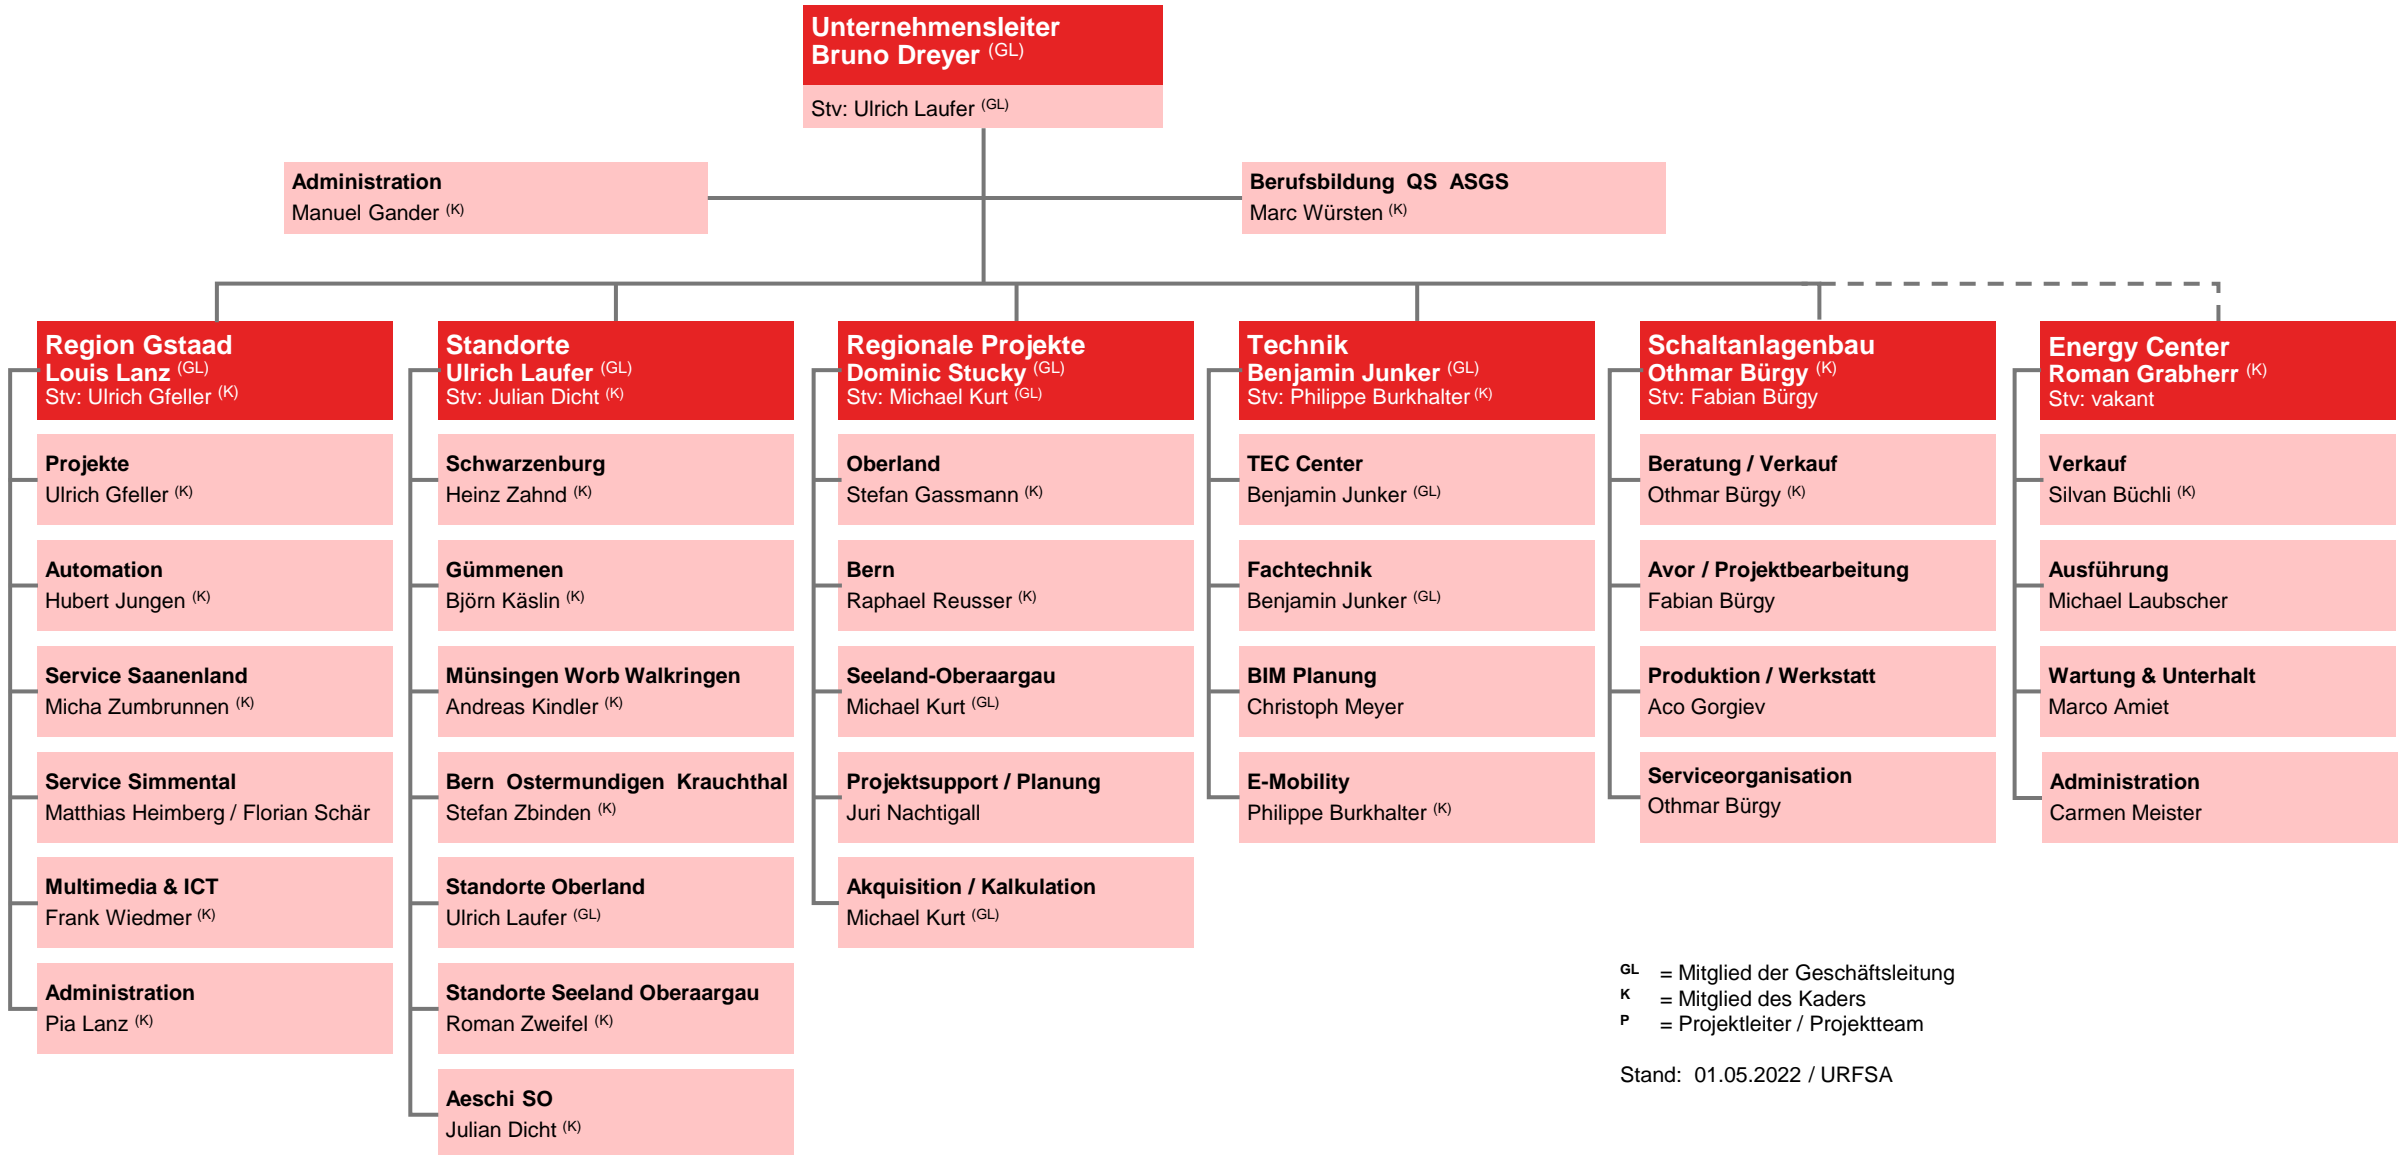 Unternehmensleiter
Bruno Dreyer (GL)
Stv: Ulrich Laufer (GL)
Administration
Manuel Gander (K)
Berufsbildung QS ASGS
Marc Würsten (K)
Region Gstaad
Louis Lanz (GL)
Stv: Ulrich Gfeller (K)
Projekte
Ulrich Gfeller (K)
Automation
Hubert Jungen (K)
Service Saanenland
Micha Zumbrunnen (K)
Service Simmental
Matthias Heimberg / Florian Schär
Multimedia & ICT
Frank Wiedmer (K)
Administration
Pia Lanz (K)
Standorte
Ulrich Laufer (GL)
Stv: Julian Dicht (K)
Schwarzenburg
Heinz Zahnd (K)
Gümmenen
Björn Käslin (K)
Münsingen Worb Walkringen
Andreas Kindler (K)
Bern Ostermundigen Krauchthal
Stefan Zbinden (K)
Standorte Oberland
Ulrich Laufer (GL)
Standorte Seeland Oberaargau
Roman Zweifel (K)
Aeschi SO
Julian Dicht (K)
Regionale Projekte
Dominic Stucky (GL)
Stv: Michael Kurt (GL)
Oberland
Stefan Gassmann (K)
Bern
Raphael Reusser (K)
Seeland-Oberaargau
Michael Kurt (GL)
Projektsupport / Planung
Juri Nachtigall
Akquisition / Kalkulation
Michael Kurt (GL)
Technik
Benjamin Junker (GL)
Stv: Philippe Burkhalter (K)
TEC Center
Benjamin Junker (GL)
Fachtechnik
Benjamin Junker (GL)
BIM Planung
Christoph Meyer
E-Mobility
Philippe Burkhalter (K)
Schaltanlagenbau
Othmar Bürgy (K)
Stv: Fabian Bürgy
Beratung / Verkauf
Othmar Bürgy (K)
Avor / Projektbearbeitung
Fabian Bürgy
Produktion / Werkstatt
Aco Gorgiev
Serviceorganisation
Othmar Bürgy
Energy Center
Roman Grabherr (K)
Stv: vakant
Verkauf
Silvan Büchli (K)
Ausführung
Michael Laubscher
Wartung & Unterhalt
Marco Amiet
Administration
Carmen Meister
GL = Mitglied der Geschäftsleitung
K = Mitglied des Kaders
P = Projektleiter / Projektteam
Stand: 01.05.2022 / URFSA